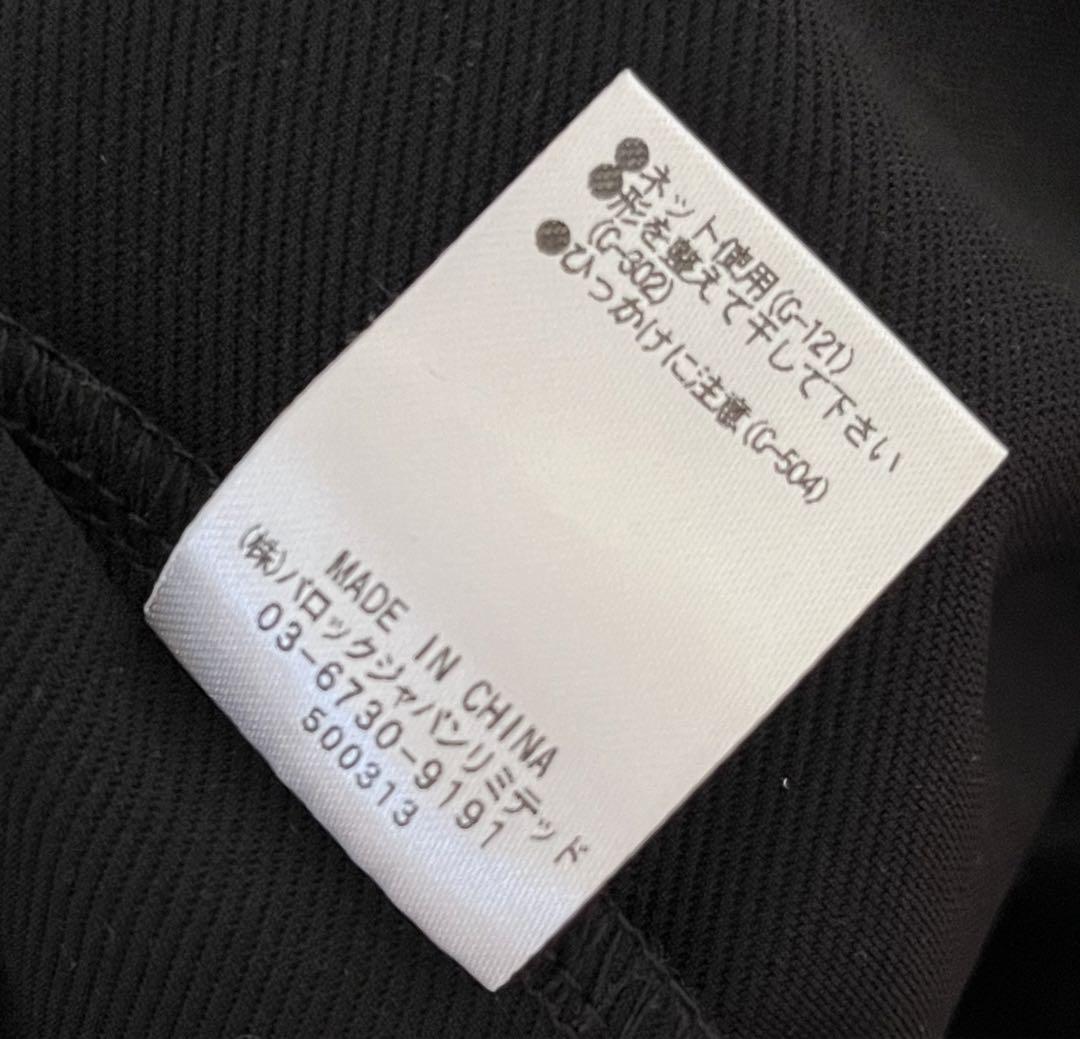 ●ネット使用(G-121)
●形を整えて干して下さい
(G-302)
●ひっかけに注意(G-504)
MADE IN CHINA
(株)バロックジャパンリミテッド
03-6730-9191
500313